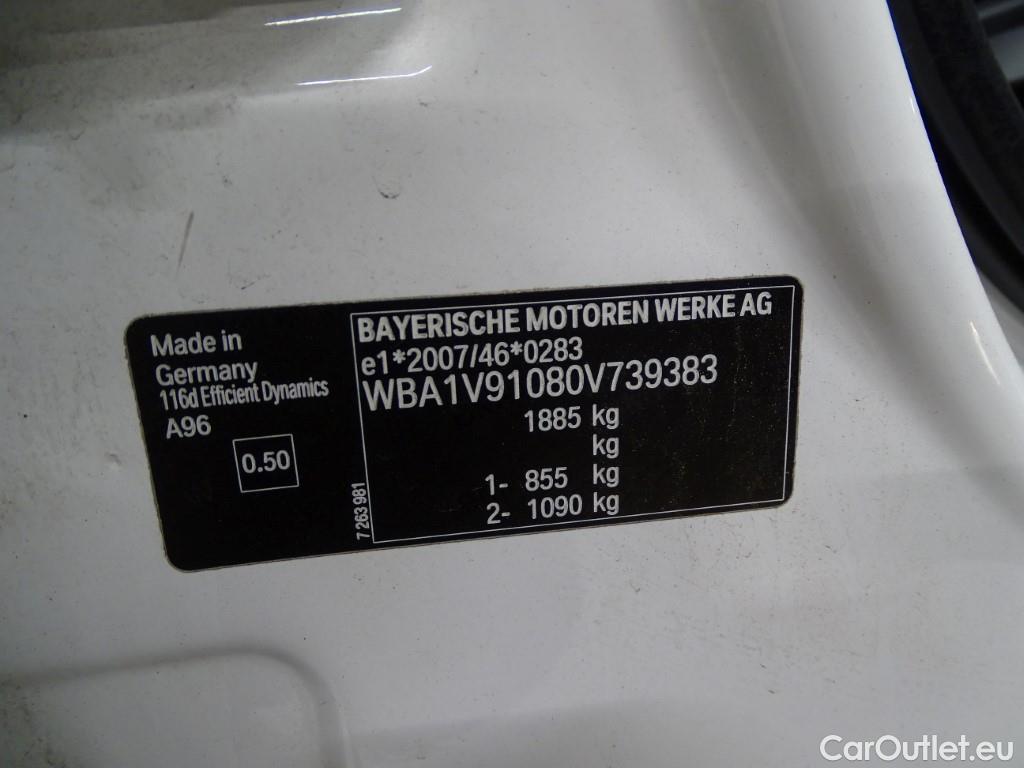 Made in
Germany
116d Efficient Dynamics
A96
0.50
7 263 981
BAYERISCHE MOTOREN WERKE AG
e1*2007/46*0283
WBA1V91080V739383
1885 kg
kg
1- 855 kg
2- 1090 kg
CarOutlet.eu